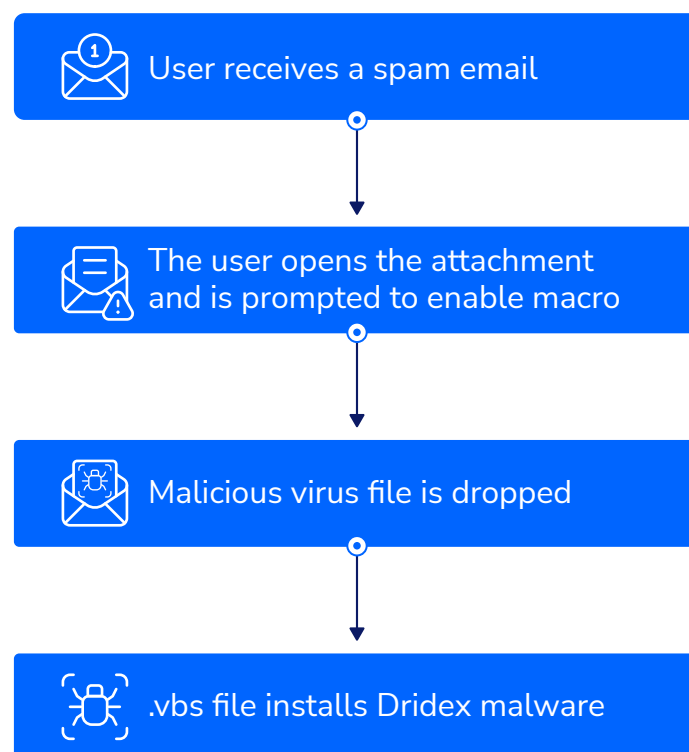 1
User receives a spam email
The user opens the attachment
and is prompted to enable macro
Malicious virus file is dropped
.vbs file installs Dridex malware